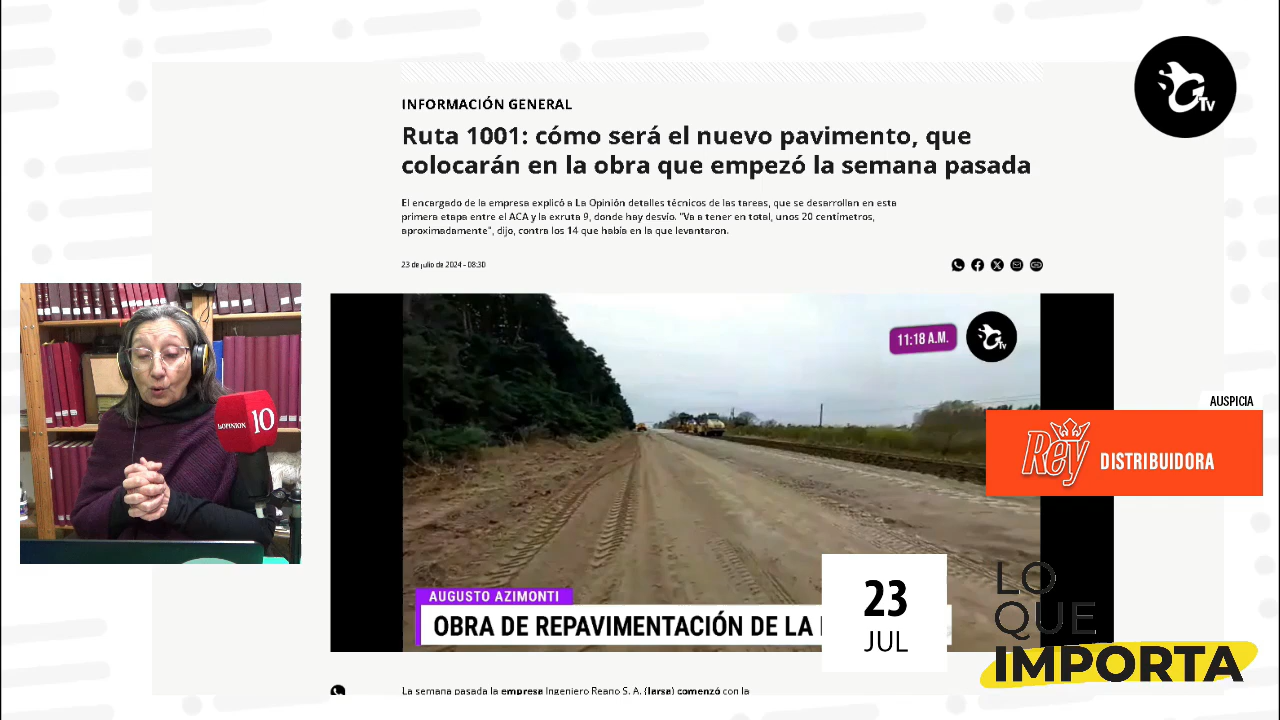 INFORMACIÓN GENERAL
Ruta 1001: cómo será el nuevo pavimento, que
colocarán en la obra que empezó la semana pasada
El encargado de la empresa explicó a La Opinión detalles técnicos de las tareas, que se desarrollan en esta
primera etapa entre el ACA y la exruta 9, donde hay desvío. "Va a tener en total, unos 20 centímetros,
aproximadamente", dijo, contra los 14 que había en la que levantaron.
23 de julio de 2024 - 08:30
G TV
11:18 A.M.
G TV
LA OPINION 10
AUSPICIA
Rey DISTRIBUIDORA
AUGUSTO AZIMONTI
OBRA DE REPAVIMENTACIÓN DE LA
23
JUL
LO
QUE
IMPORTA
La semana pasada la empresa Ingeniero Reano S. A. (Iarsa) comenzó con la